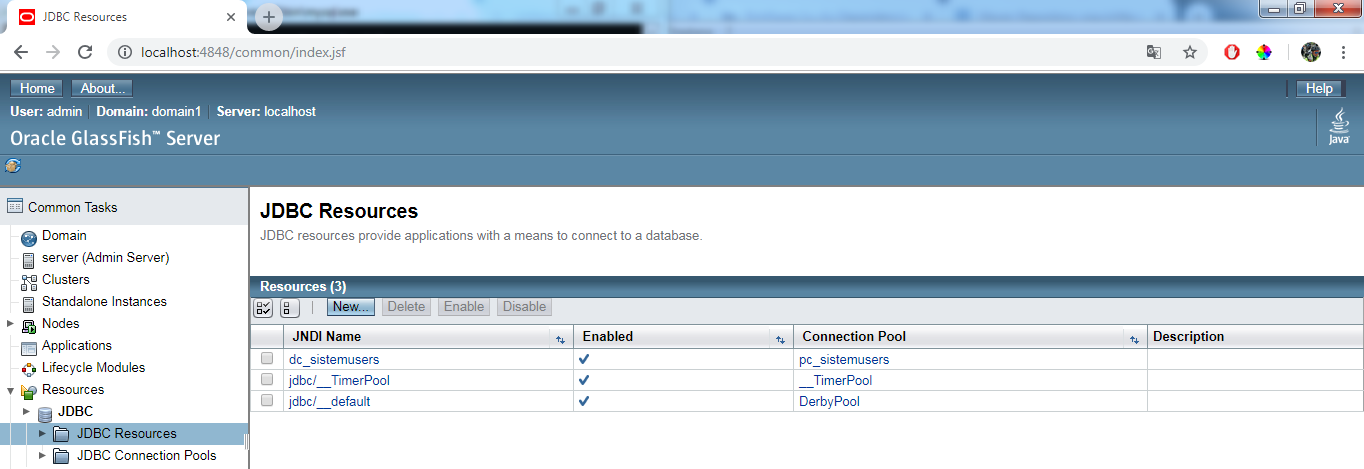 JDBC Resources
localhost:4848/common/index.jsf
Home About... Help
User: admin Domain: domain1 Server: localhost
Oracle GlassFish™ Server
Java
Common Tasks
Domain
server (Admin Server)
Clusters
Standalone Instances
Nodes
Applications
Lifecycle Modules
Resources
JDBC
JDBC Resources
JDBC Connection Pools
JDBC Resources
JDBC resources provide applications with a means to connect to a database.
Resources (3)
New... Delete Enable Disable
JNDI Name Enabled Connection Pool Description
dc_sistemusers pc_sistemusers
jdbc/__TimerPool __TimerPool
jdbc/__default DerbyPool